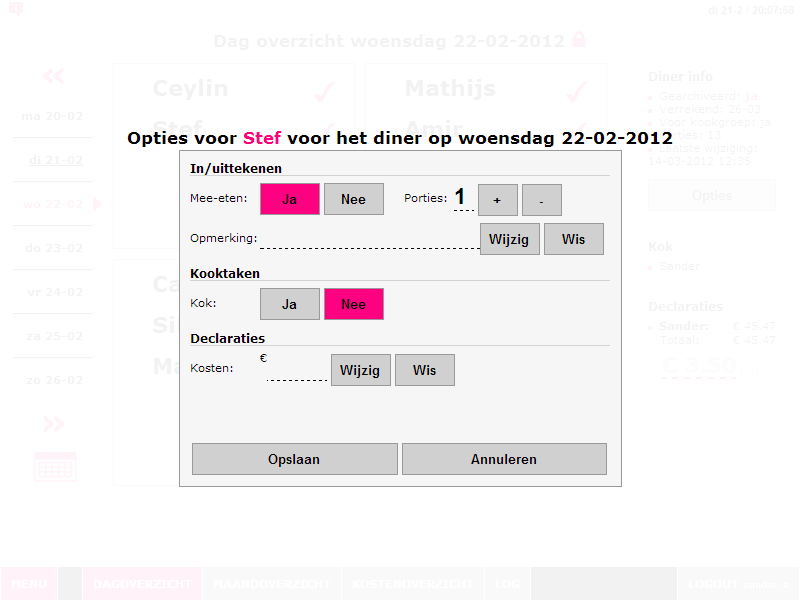 di 21-2 / 20:07:58
Dag overzicht woensdag 22-02-2012
Ceylin
Mathijs
Stef
Amir
ma 20-02
di 21-02
wo 22-02
do 23-02
vr 24-02
za 25-02
zo 26-02
Diner info
Gearchiveerd: ja
Verrekend: 26-03
Voor kookgroep: ja
Porties: 13
Laatste wijziging:
14-03-2012 12:35
Opties
Kok
Sander
Declaraties
Sander: € 45.47
Totaal: € 45.47
€ 3.50
Opties voor Stef voor het diner op woensdag 22-02-2012
In/uittekenen
Mee-eten: Ja Nee Porties: 1 + -
Opmerking: Wijzig Wis
Kooktaken
Kok: Ja Nee
Declaraties
Kosten: € Wijzig Wis
Opslaan Annuleren
MENU DAGOVERZICHT MAANDOVERZICHT KOSTENOVERZICHT LOG LOGOUT